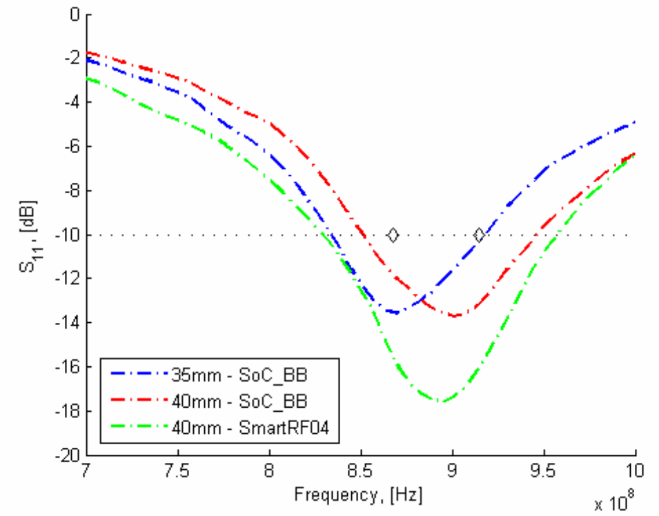 0
-2
-4
-6
-8
-10
-12
-14
-16
-18
-20
S11, [dB]
35mm - SoC_BB
40mm - SoC_BB
40mm - SmartRF04
7 7.5 8 8.5 9 9.5 10
Frequency, [Hz]
x 10^8